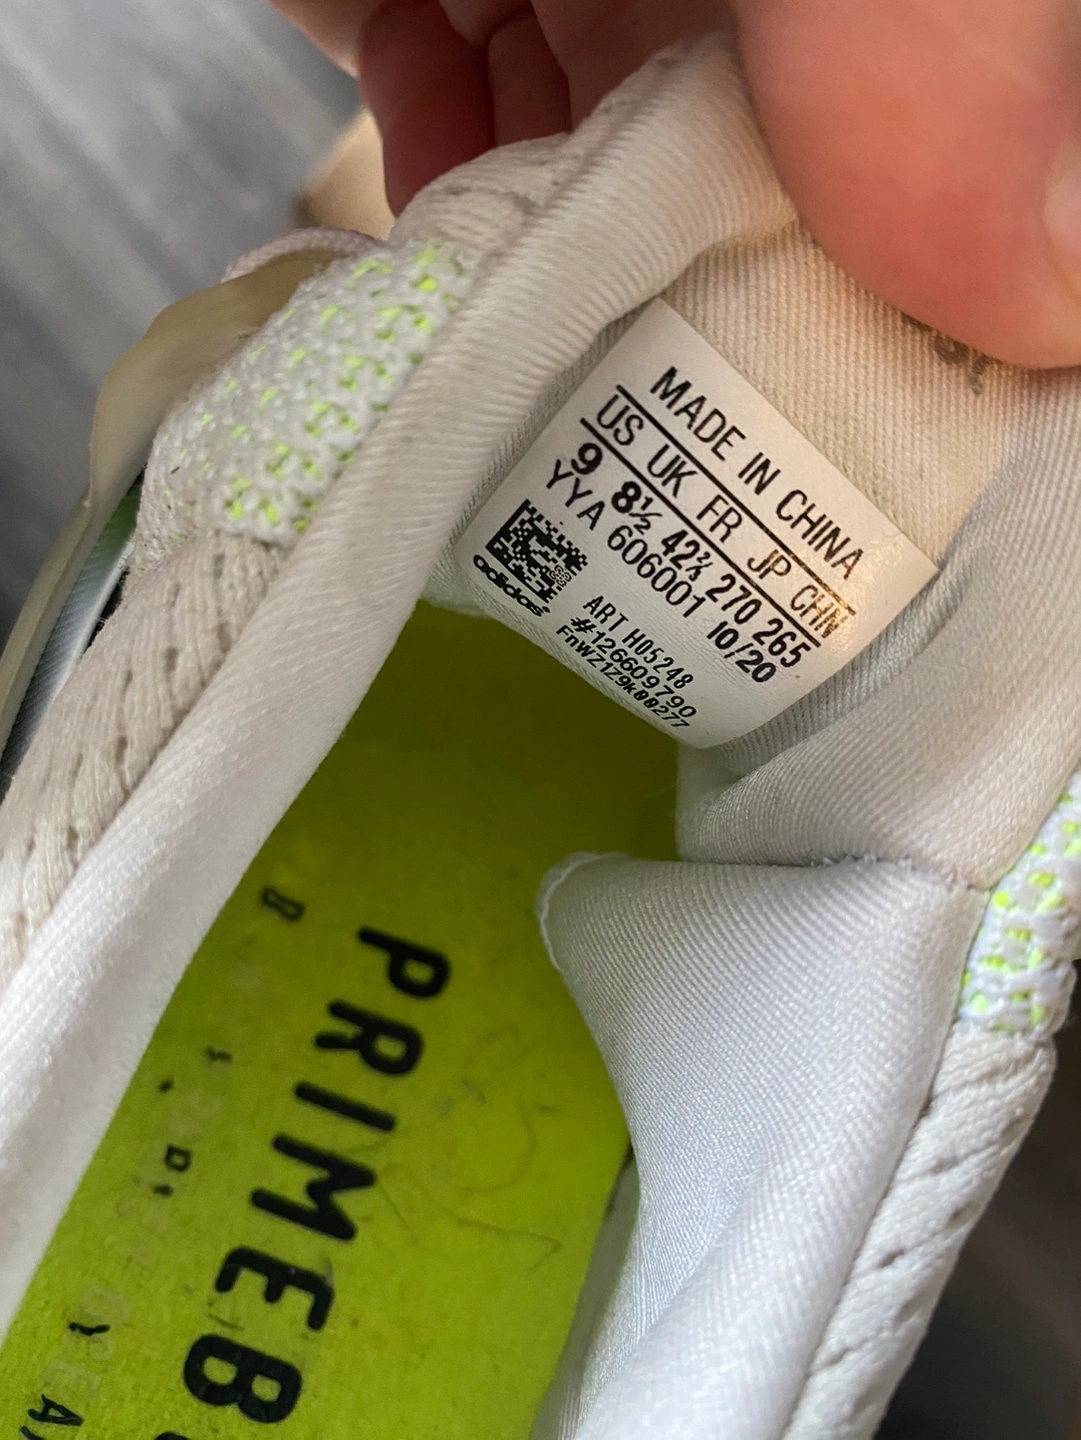 MADE IN CHINA
US UK FR JP CHN
9 8½ 42⅔ 270 265
YYA 606001 10/20
ART H05248
#126609790
FnWZ1Z9k00277
adidas
PRIMEB